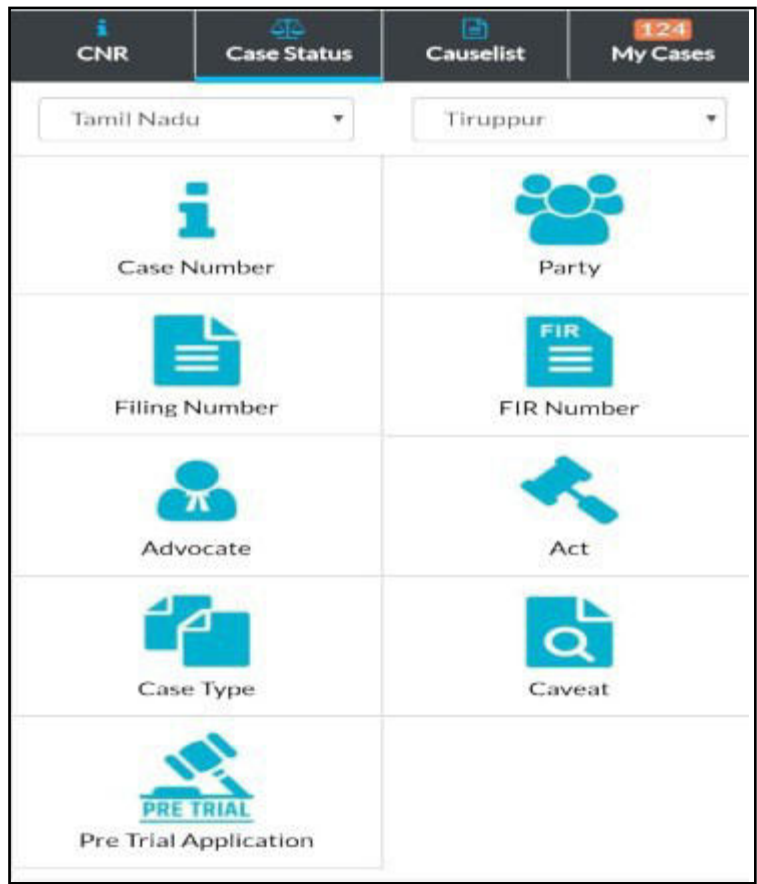 124
CNR Case Status Causelist My Cases
Tamil Nadu Tiruppur
Case Number Party
FIR
Filing Number FIR Number
Advocate Act
Case Type Caveat
PRE TRIAL
Pre Trial Application